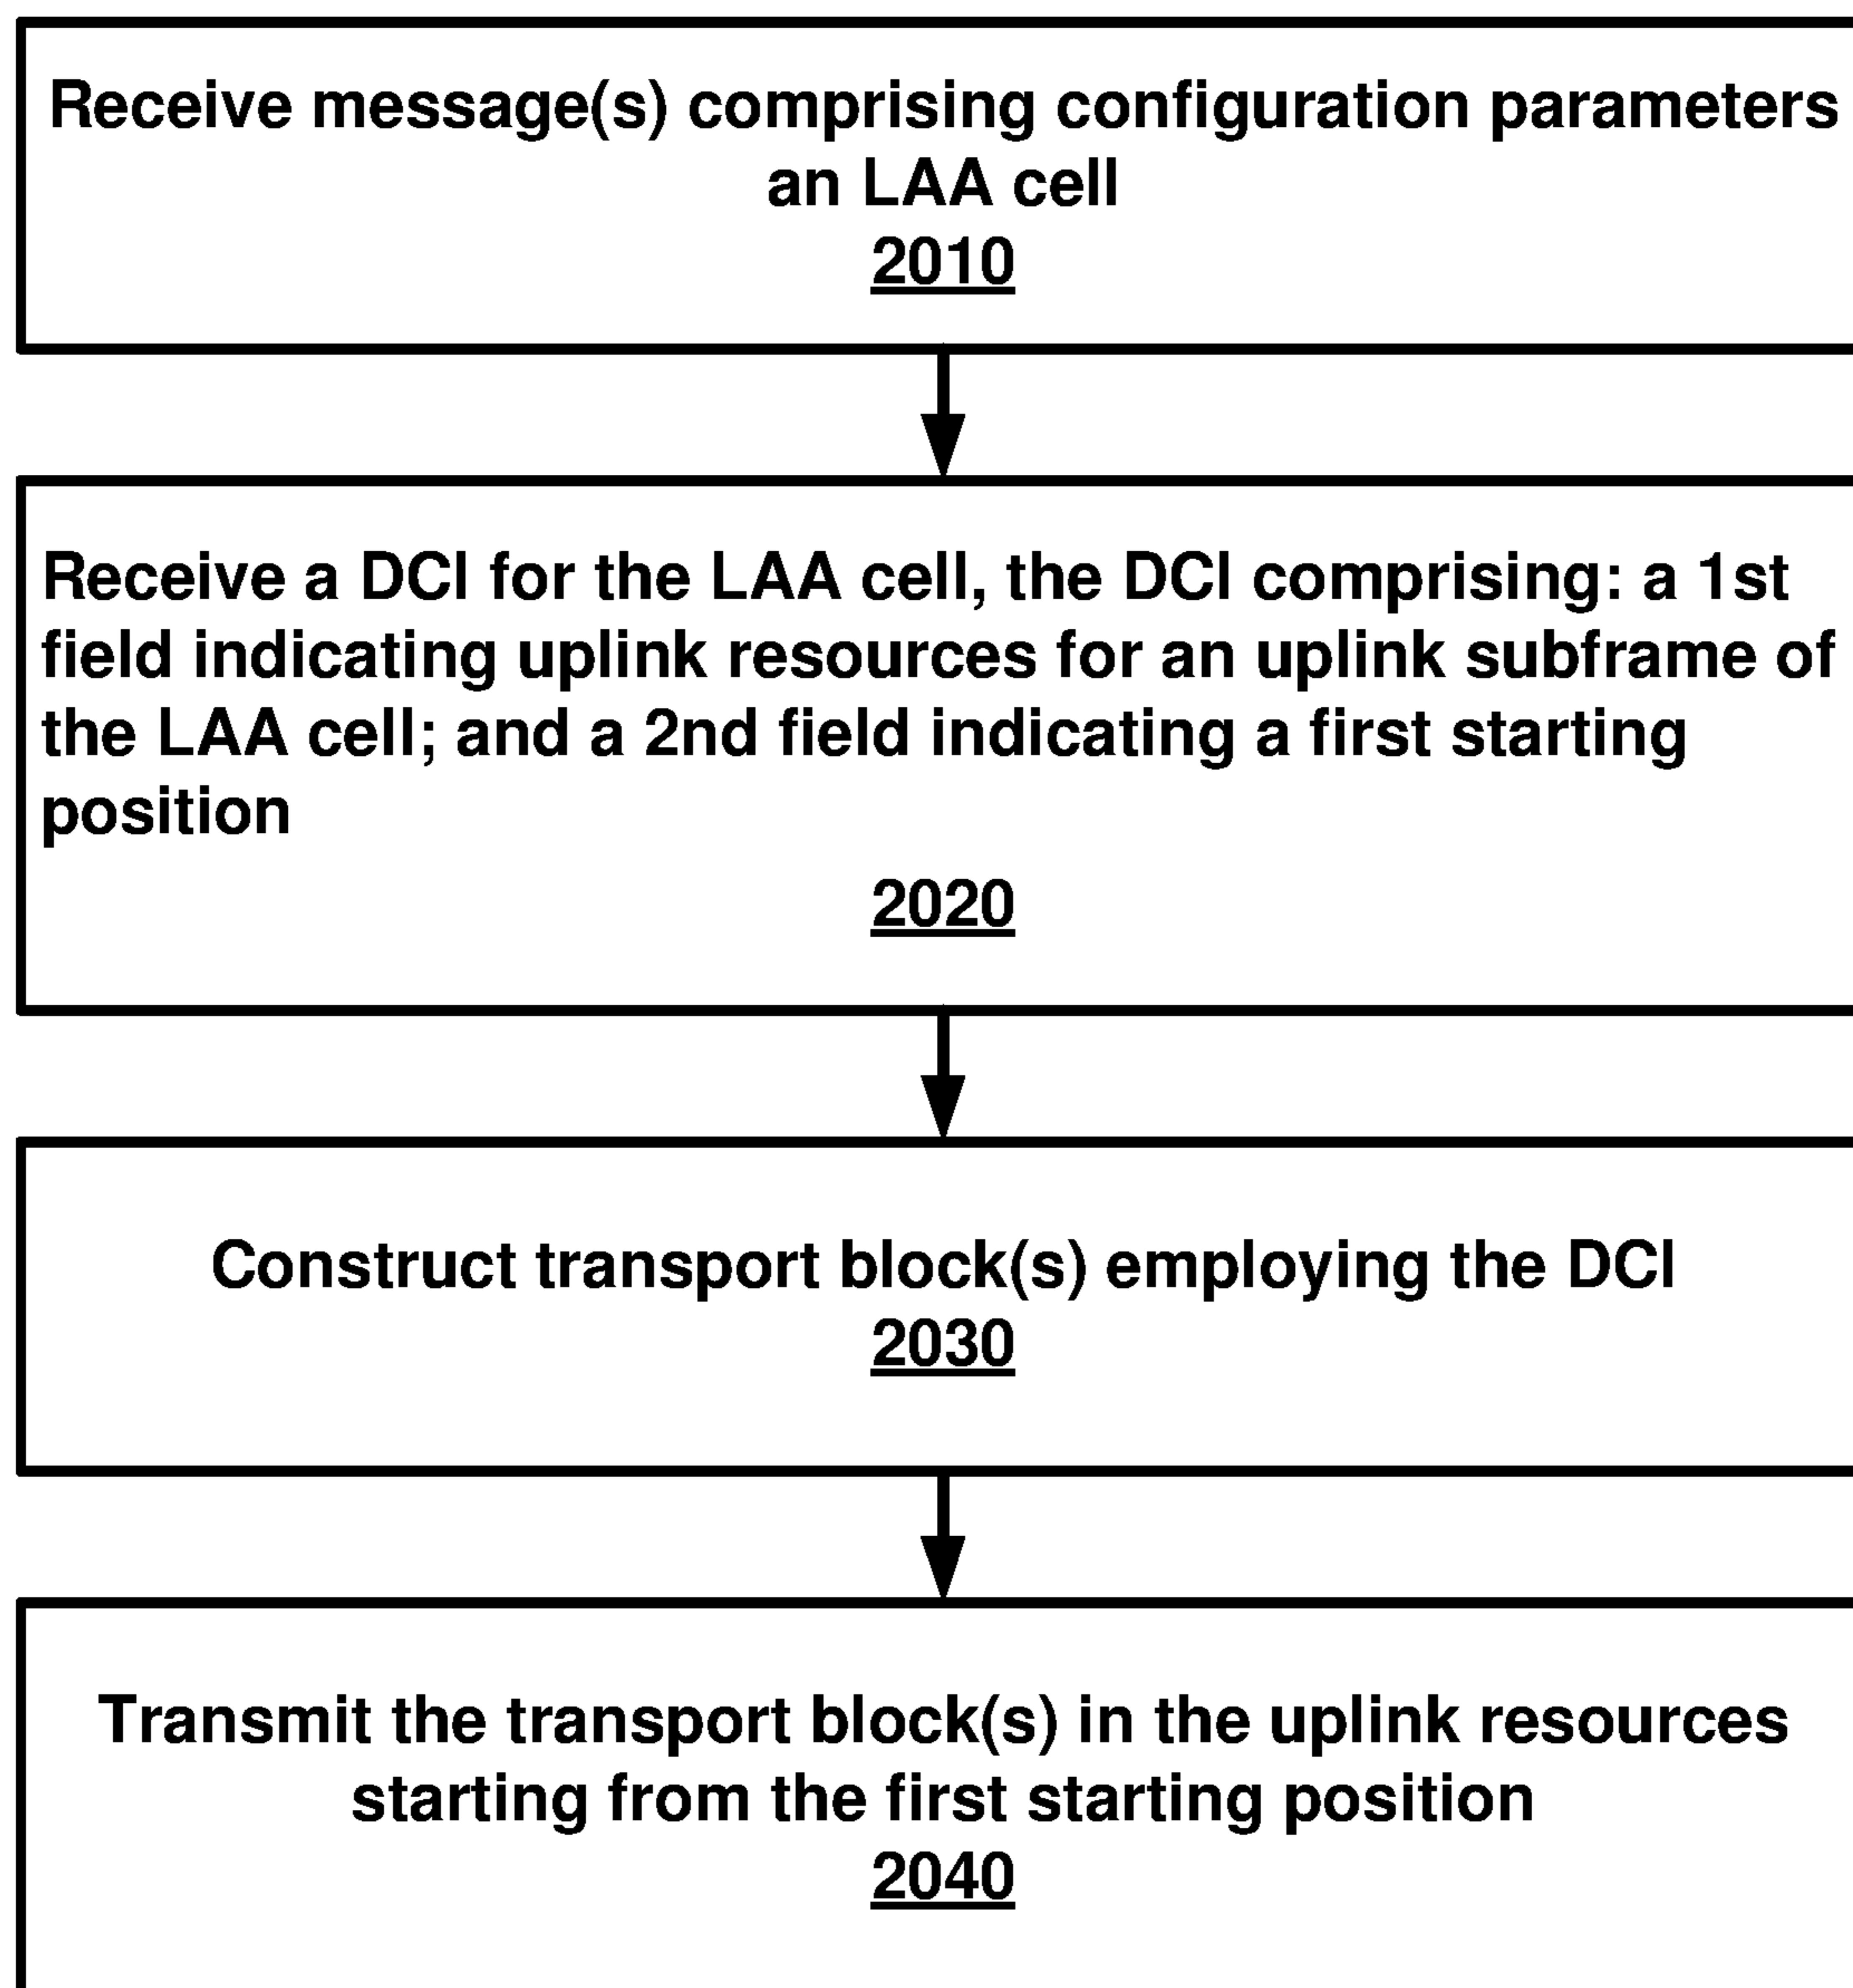 Receive message(s) comprising configuration parameters
an LAA cell
2010
Receive a DCI for the LAA cell, the DCI comprising: a 1st
field indicating uplink resources for an uplink subframe of
the LAA cell; and a 2nd field indicating a first starting
position
2020
Construct transport block(s) employing the DCI
2030
Transmit the transport block(s) in the uplink resources
starting from the first starting position
2040